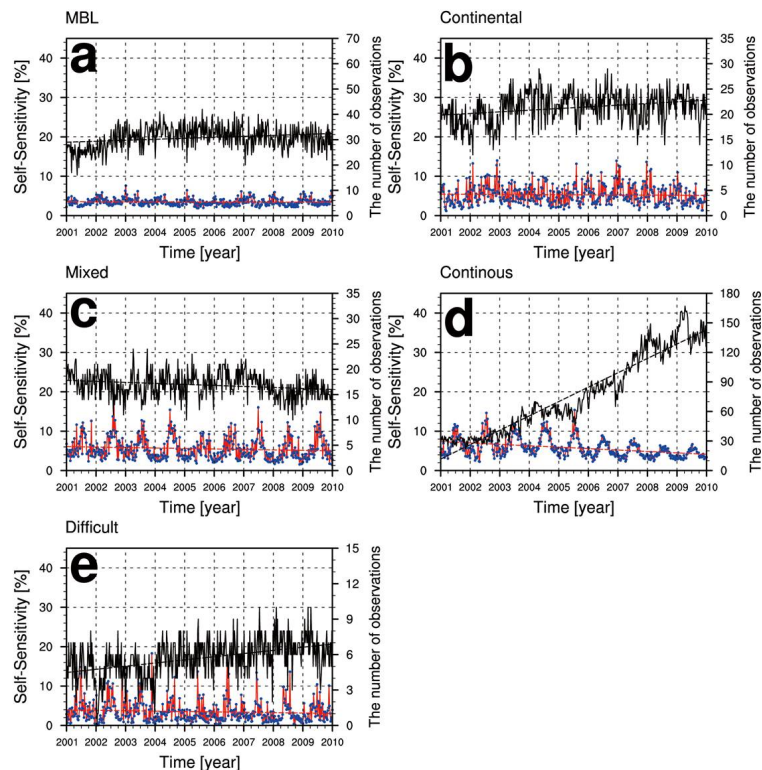 MBL
a
Self-Sensitivity [%]
40
30
20
10
0
70
60
50
40
30
20
10
0
The number of observations
2001 2002 2003 2004 2005 2006 2007 2008 2009 2010
Time [year]
Continental
b
Self-Sensitivity [%]
40
30
20
10
0
35
30
25
20
15
10
5
0
The number of observations
2001 2002 2003 2004 2005 2006 2007 2008 2009 2010
Time [year]
Mixed
c
Self-Sensitivity [%]
40
30
20
10
0
35
30
25
20
15
10
5
0
The number of observations
2001 2002 2003 2004 2005 2006 2007 2008 2009 2010
Time [year]
Continous
d
Self-Sensitivity [%]
40
30
20
10
0
180
150
120
90
60
30
0
The number of observations
2001 2002 2003 2004 2005 2006 2007 2008 2009 2010
Time [year]
Difficult
e
Self-Sensitivity [%]
40
30
20
10
0
15
12
9
6
3
0
The number of observations
2001 2002 2003 2004 2005 2006 2007 2008 2009 2010
Time [year]